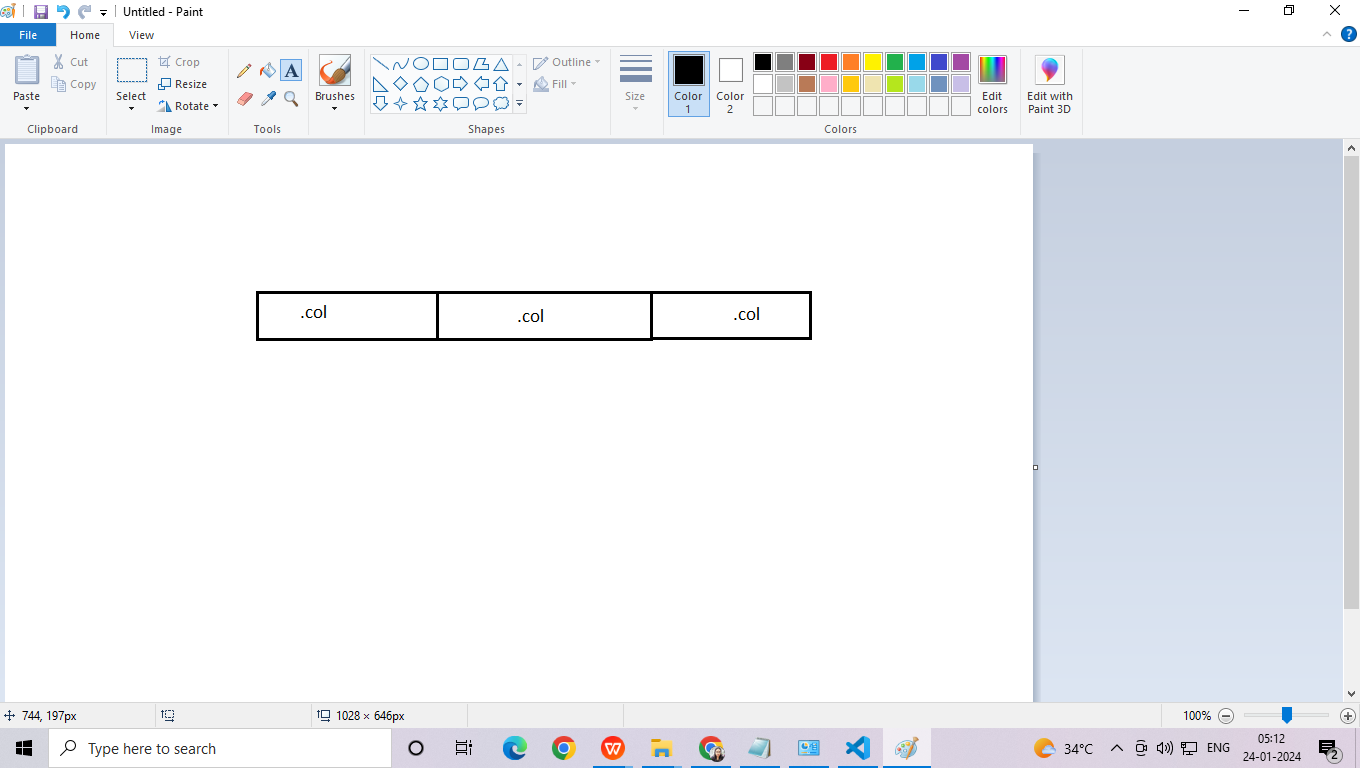 Untitled - Paint
File Home View
Paste
Cut
Copy
Clipboard
Select
Crop
Resize
Rotate
Image
A
Tools
Brushes
Outline
Fill
Shapes
Size
Color 1
Color 2
Edit colors
Colors
Edit with Paint 3D
?
.col .col .col
744, 197px 1028 × 646px 100%
Type here to search
W
34°C ENG
05:12
24-01-2024
2